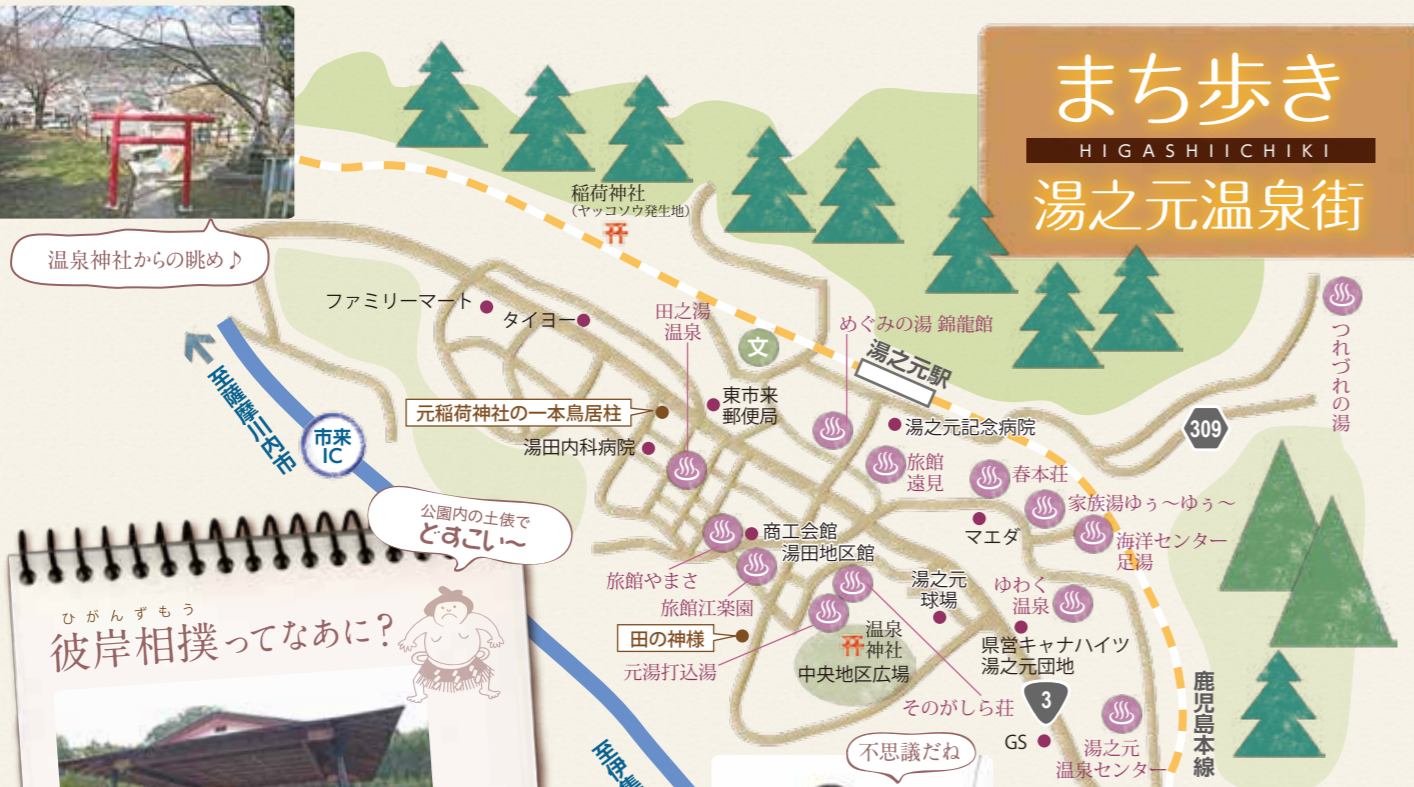 まち歩き
HIGASHIICHIKI
湯之元温泉街
温泉神社からの眺め♪
稲荷神社
(ヤッコソウ発生地)
ファミリーマート
タイヨー
田之湯
温泉
文
めぐみの湯 錦龍館
湯之元駅
つれづれの湯
309
至薩摩川内市
市来
IC
元稲荷神社の一本鳥居柱
東市来
郵便局
湯田内科病院
湯之元記念病院
旅館
遠見
春本荘
家族湯ゆぅ～ゆぅ～
マエダ
海洋センター
足湯
公園内の土俵で
どすこい～
商工会館
湯田地区館
旅館やまさ
旅館江楽園
湯之元
球場
ゆわく
温泉
田の神様
元湯打込湯
温泉
神社
中央地区広場
県営キャナハイツ
湯之元団地
そのがしら荘
3
GS
湯之元
温泉センター
鹿児島本線
ひがんずもう
彼岸相撲ってなあに?
不思議だね
至伊集